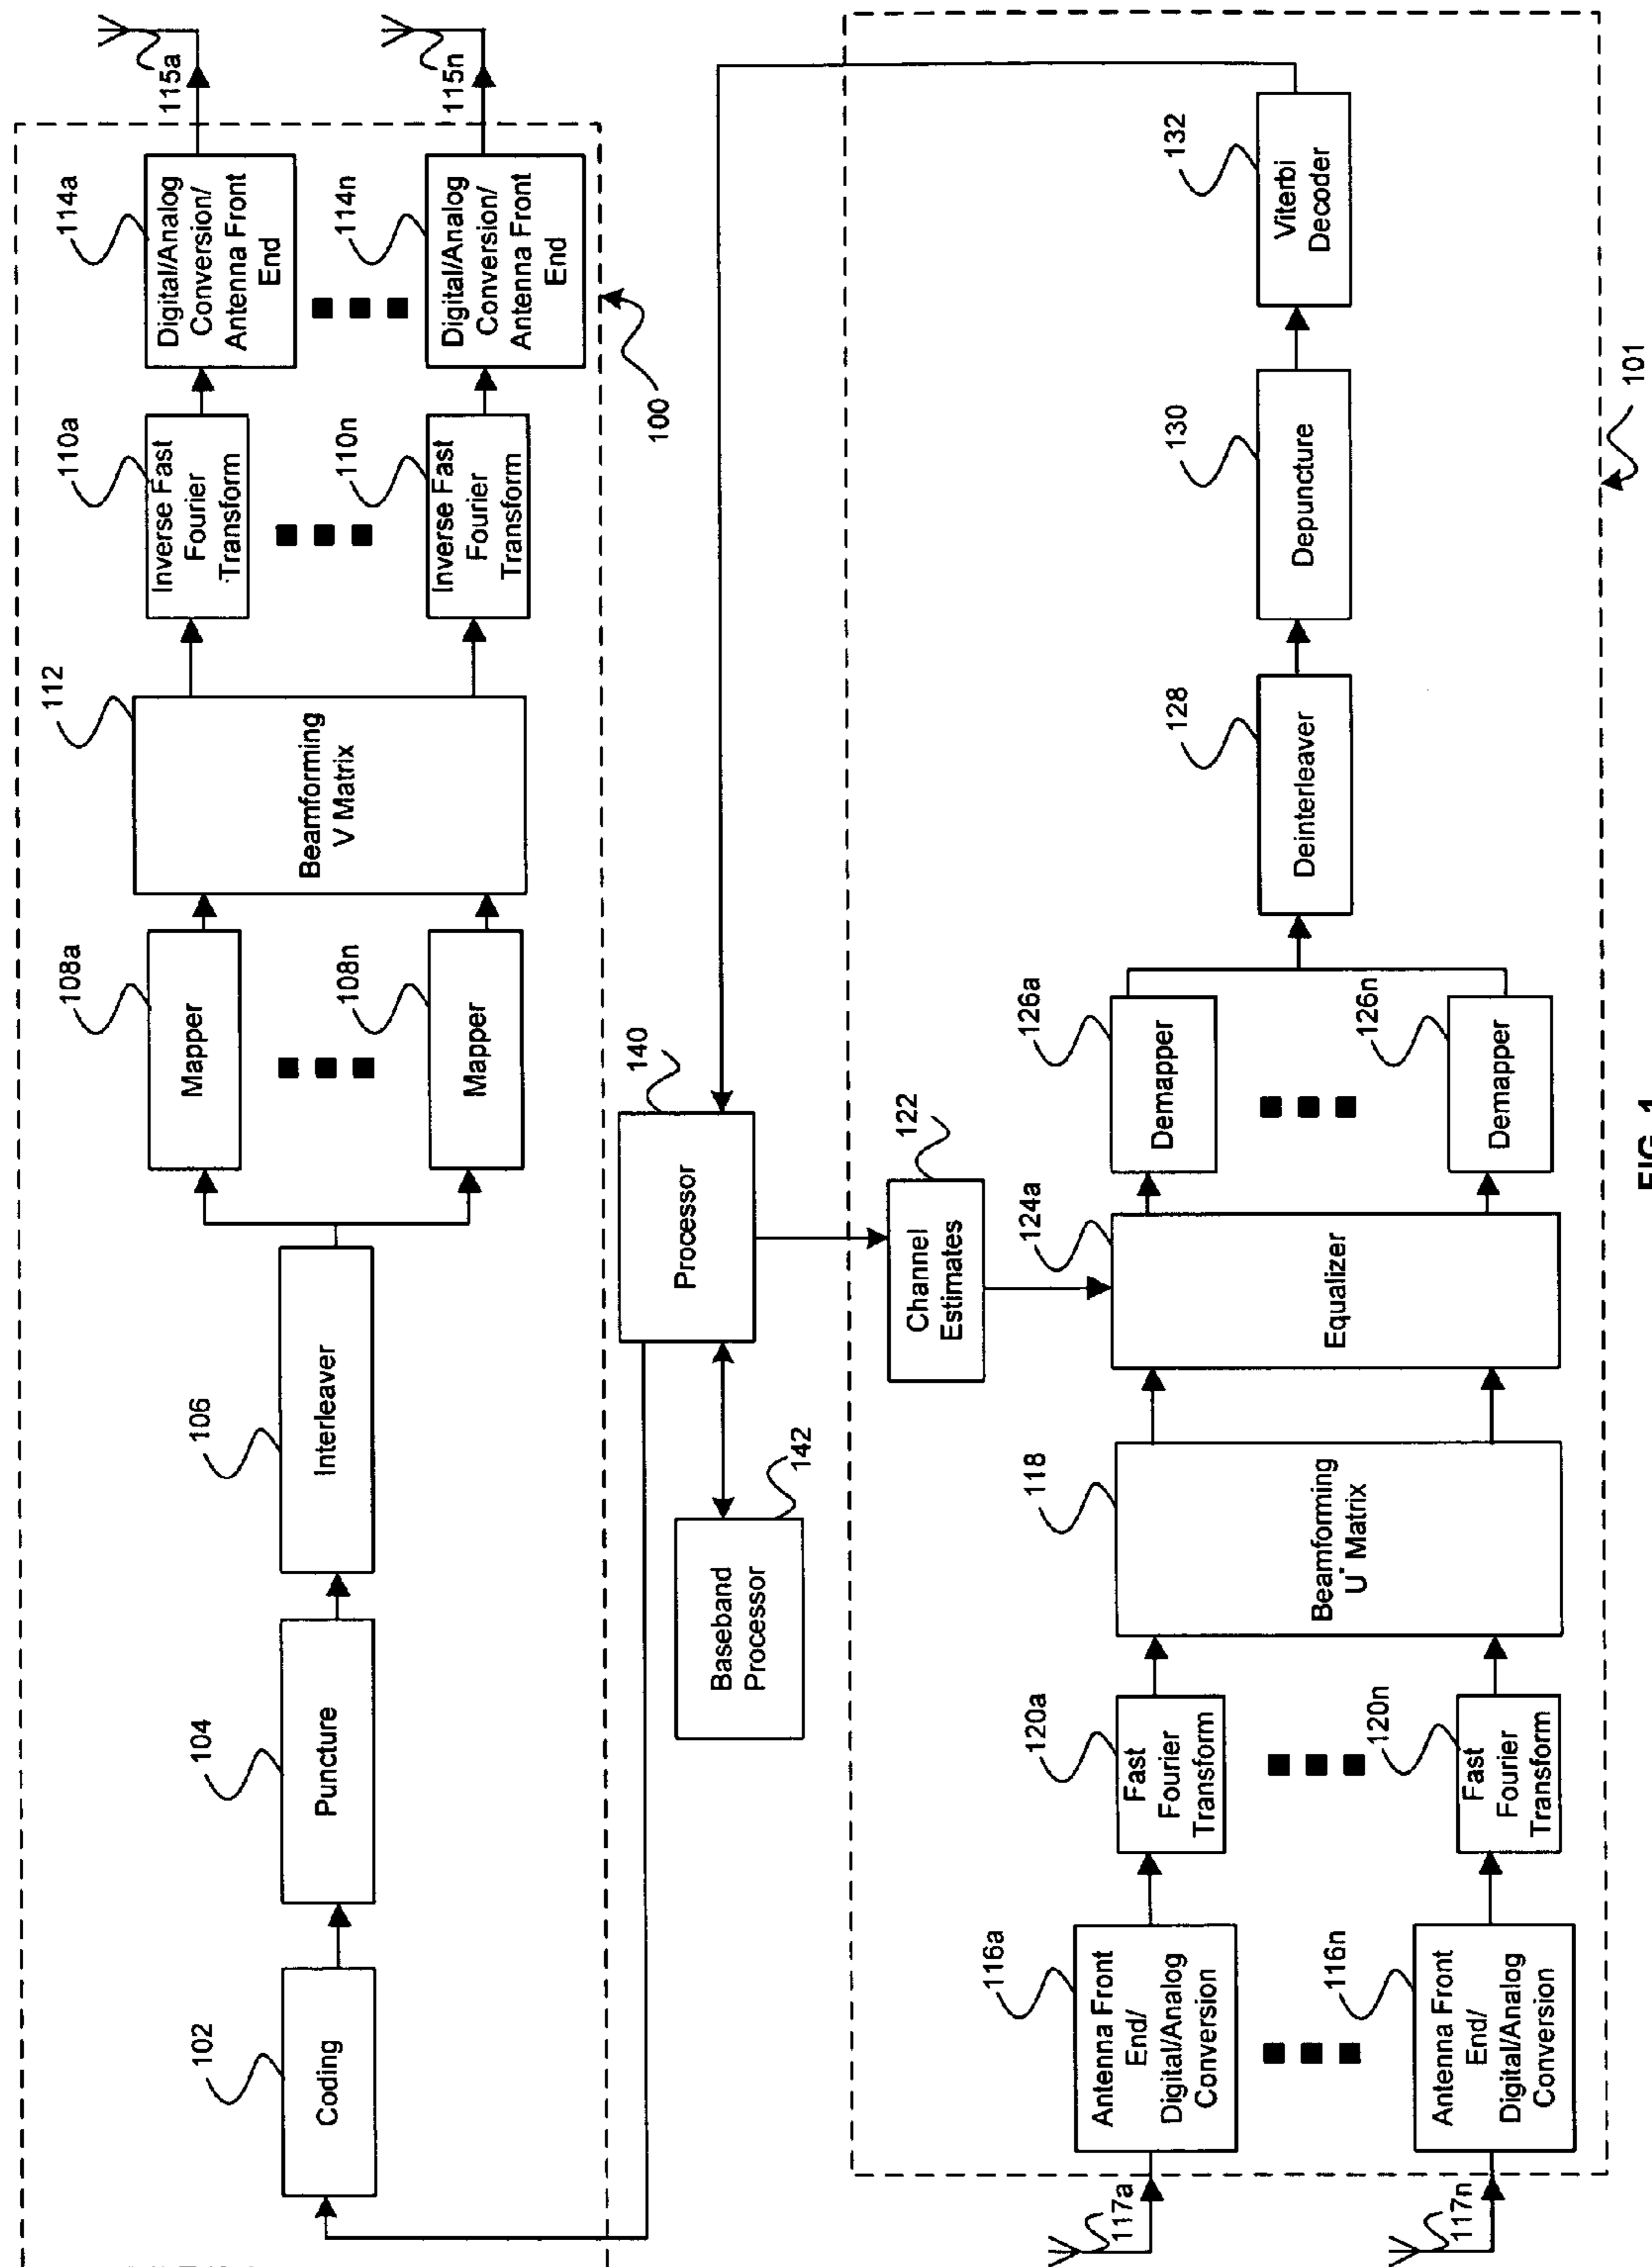 102
Coding
104
Puncture
106
Interleaver
108a
Mapper
108n
Mapper
112
Beamforming
V Matrix
110a
Inverse Fast
Fourier
Transform
110n
Inverse Fast
Fourier
Transform
114a
Digital/Analog
Conversion/
Antenna Front
End
114n
Digital/Analog
Conversion/
Antenna Front
End
115a
115n
100
140
Processor
142
Baseband
Processor
117a
117n
116a
Antenna Front
End/
Digital/Analog
Conversion
116n
Antenna Front
End/
Digital/Analog
Conversion
120a
Fast
Fourier
Transform
120n
Fast
Fourier
Transform
118
Beamforming
U* Matrix
122
Channel
Estimates
124a
Equalizer
126a
Demapper
126n
Demapper
128
Deinterleaver
130
Depuncture
132
Viterbi
Decoder
101
FIG. 1